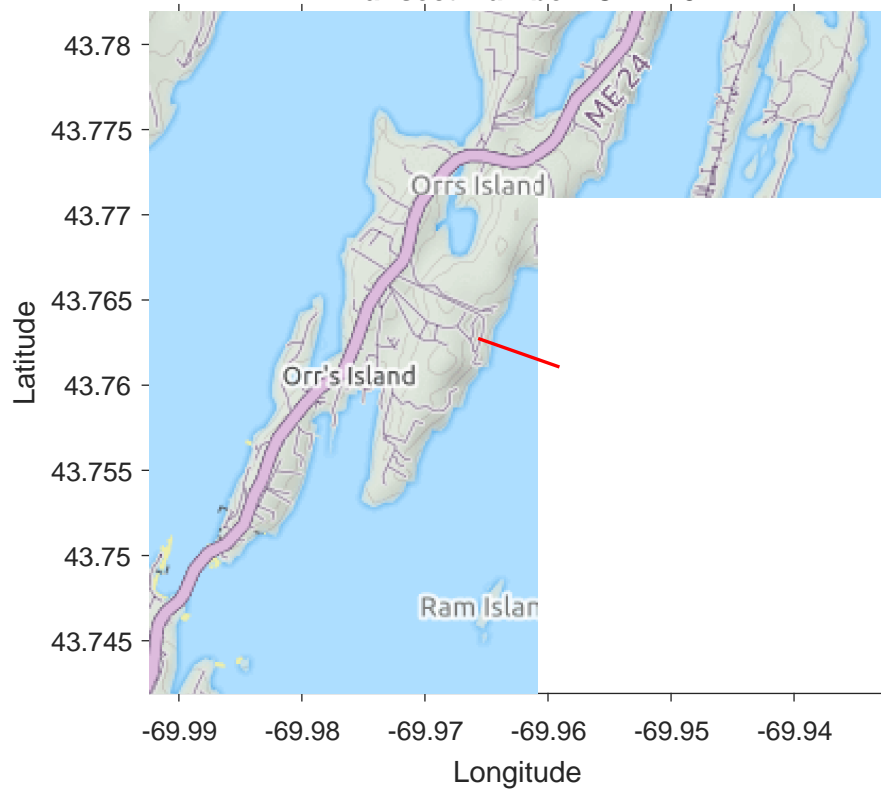 43.78
43.775
43.77
43.765
43.76
43.755
43.75
43.745
Latitude
ME 24
Orrs Island
Orr's Island
Ram Islan
-69.99
-69.98
-69.97
-69.96
-69.95
-69.94
Longitude